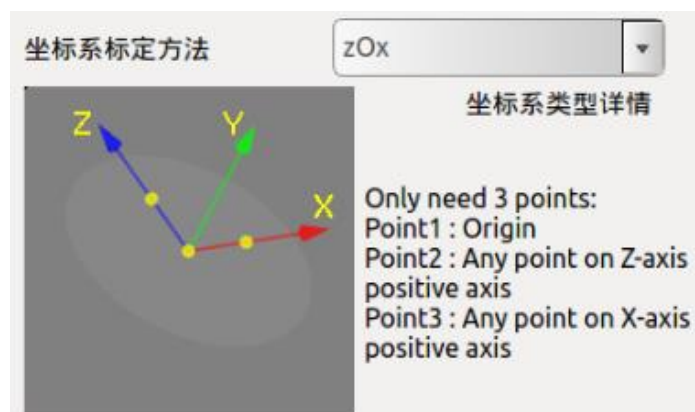 坐标系标定方法
zOx
坐标系类型详情
Z
Y
X
Only need 3 points:
Point1 : Origin
Point2 : Any point on Z-axis
positive axis
Point3 : Any point on X-axis
positive axis